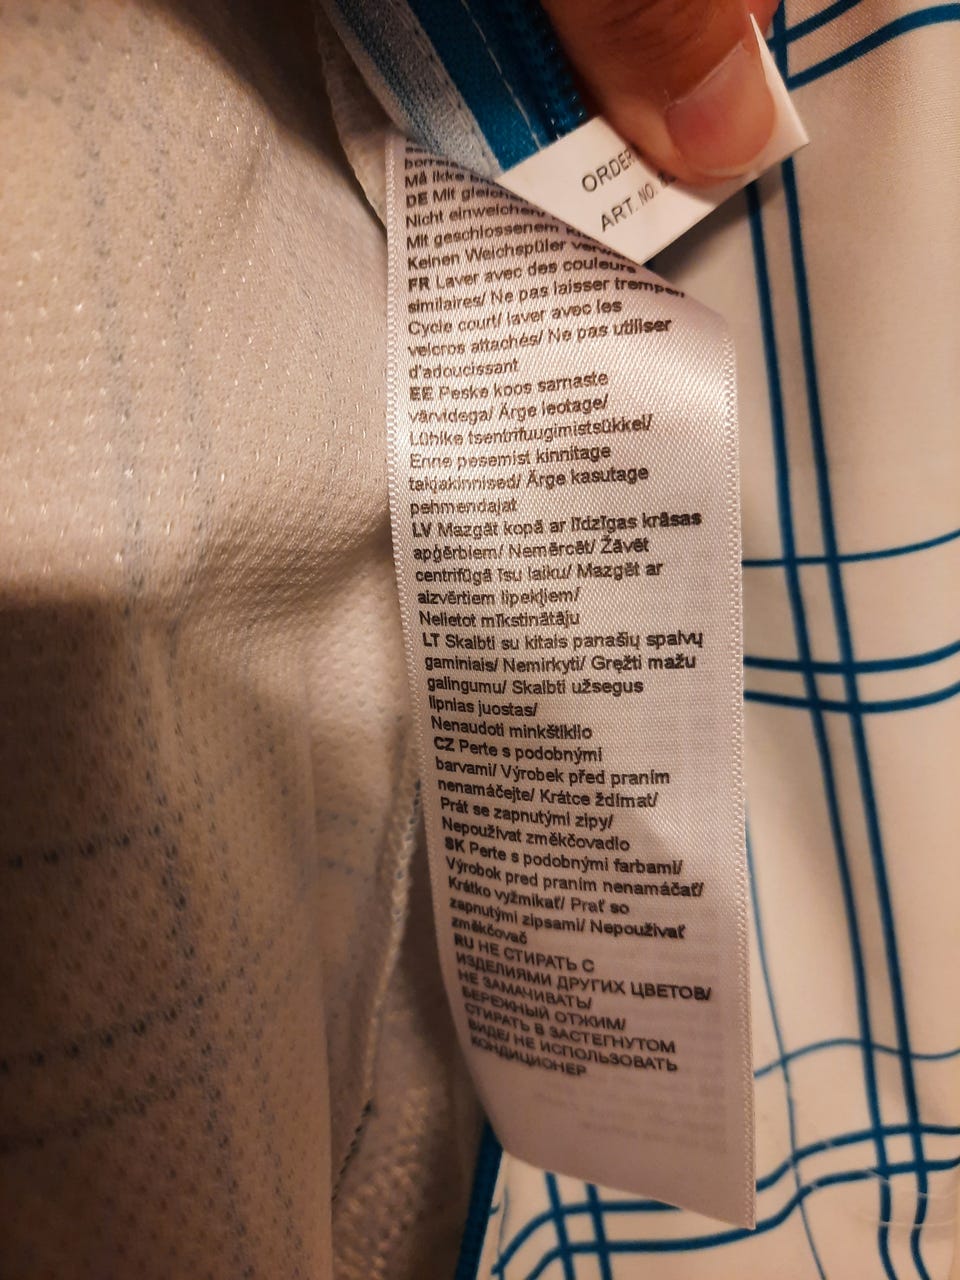 ORDER
ART. NO.
Må ikke
DE Mit gleichen
Nicht einweichen/
Mit geschlossenem
Keinen Weichspüler
FR Laver avec des couleurs
similaires/ Ne pas laisser tremper/
Cycle court/ laver avec les
velcros attachés/ Ne pas utiliser
d'adoucissant
EE Peske koos sarnaste
värvidega/ Ärge leotage/
Lühike tsentrifuugimistsükkel/
Enne pesemist kinnitage
takjakinnised/ Ärge kasutage
pehmendajat
LV Mazgāt kopā ar līdzīgas krāsas
apģērbiem/ Nemērcēt/ Žāvēt
centrifūgā īsu laiku/ Mazgāt ar
aizvērtiem lipekļiem/
Nelietot mīkstinātāju
LT Skalbti su kitais panašių spalvų
gaminiais/ Nemirkyti/ Gręžti mažu
galingumu/ Skalbti užsegus
lipnias juostas/
Nenaudoti minkštiklio
CZ Perte s podobnými
barvami/ Výrobek před praním
nenamáčejte/ Krátce ždímat/
Prát se zapnutými zipy/
Nepoužívat změkčovadlo
SK Perte s podobnými farbami/
Výrobok pred praním nenamáčať/
Krátko vyžmikať/ Prať so
zapnutými zipsami/ Nepoužívať
změkčovač
RU НЕ СТИРАТЬ С
ИЗДЕЛИЯМИ ДРУГИХ ЦВЕТОВ/
НЕ ЗАМАЧИВАТЬ/
БЕРЕЖНЫЙ ОТЖИМ/
СТИРАТЬ В ЗАСТЕГНУТОМ
ВИДЕ/ НЕ ИСПОЛЬЗОВАТЬ
КОНДИЦИОНЕР